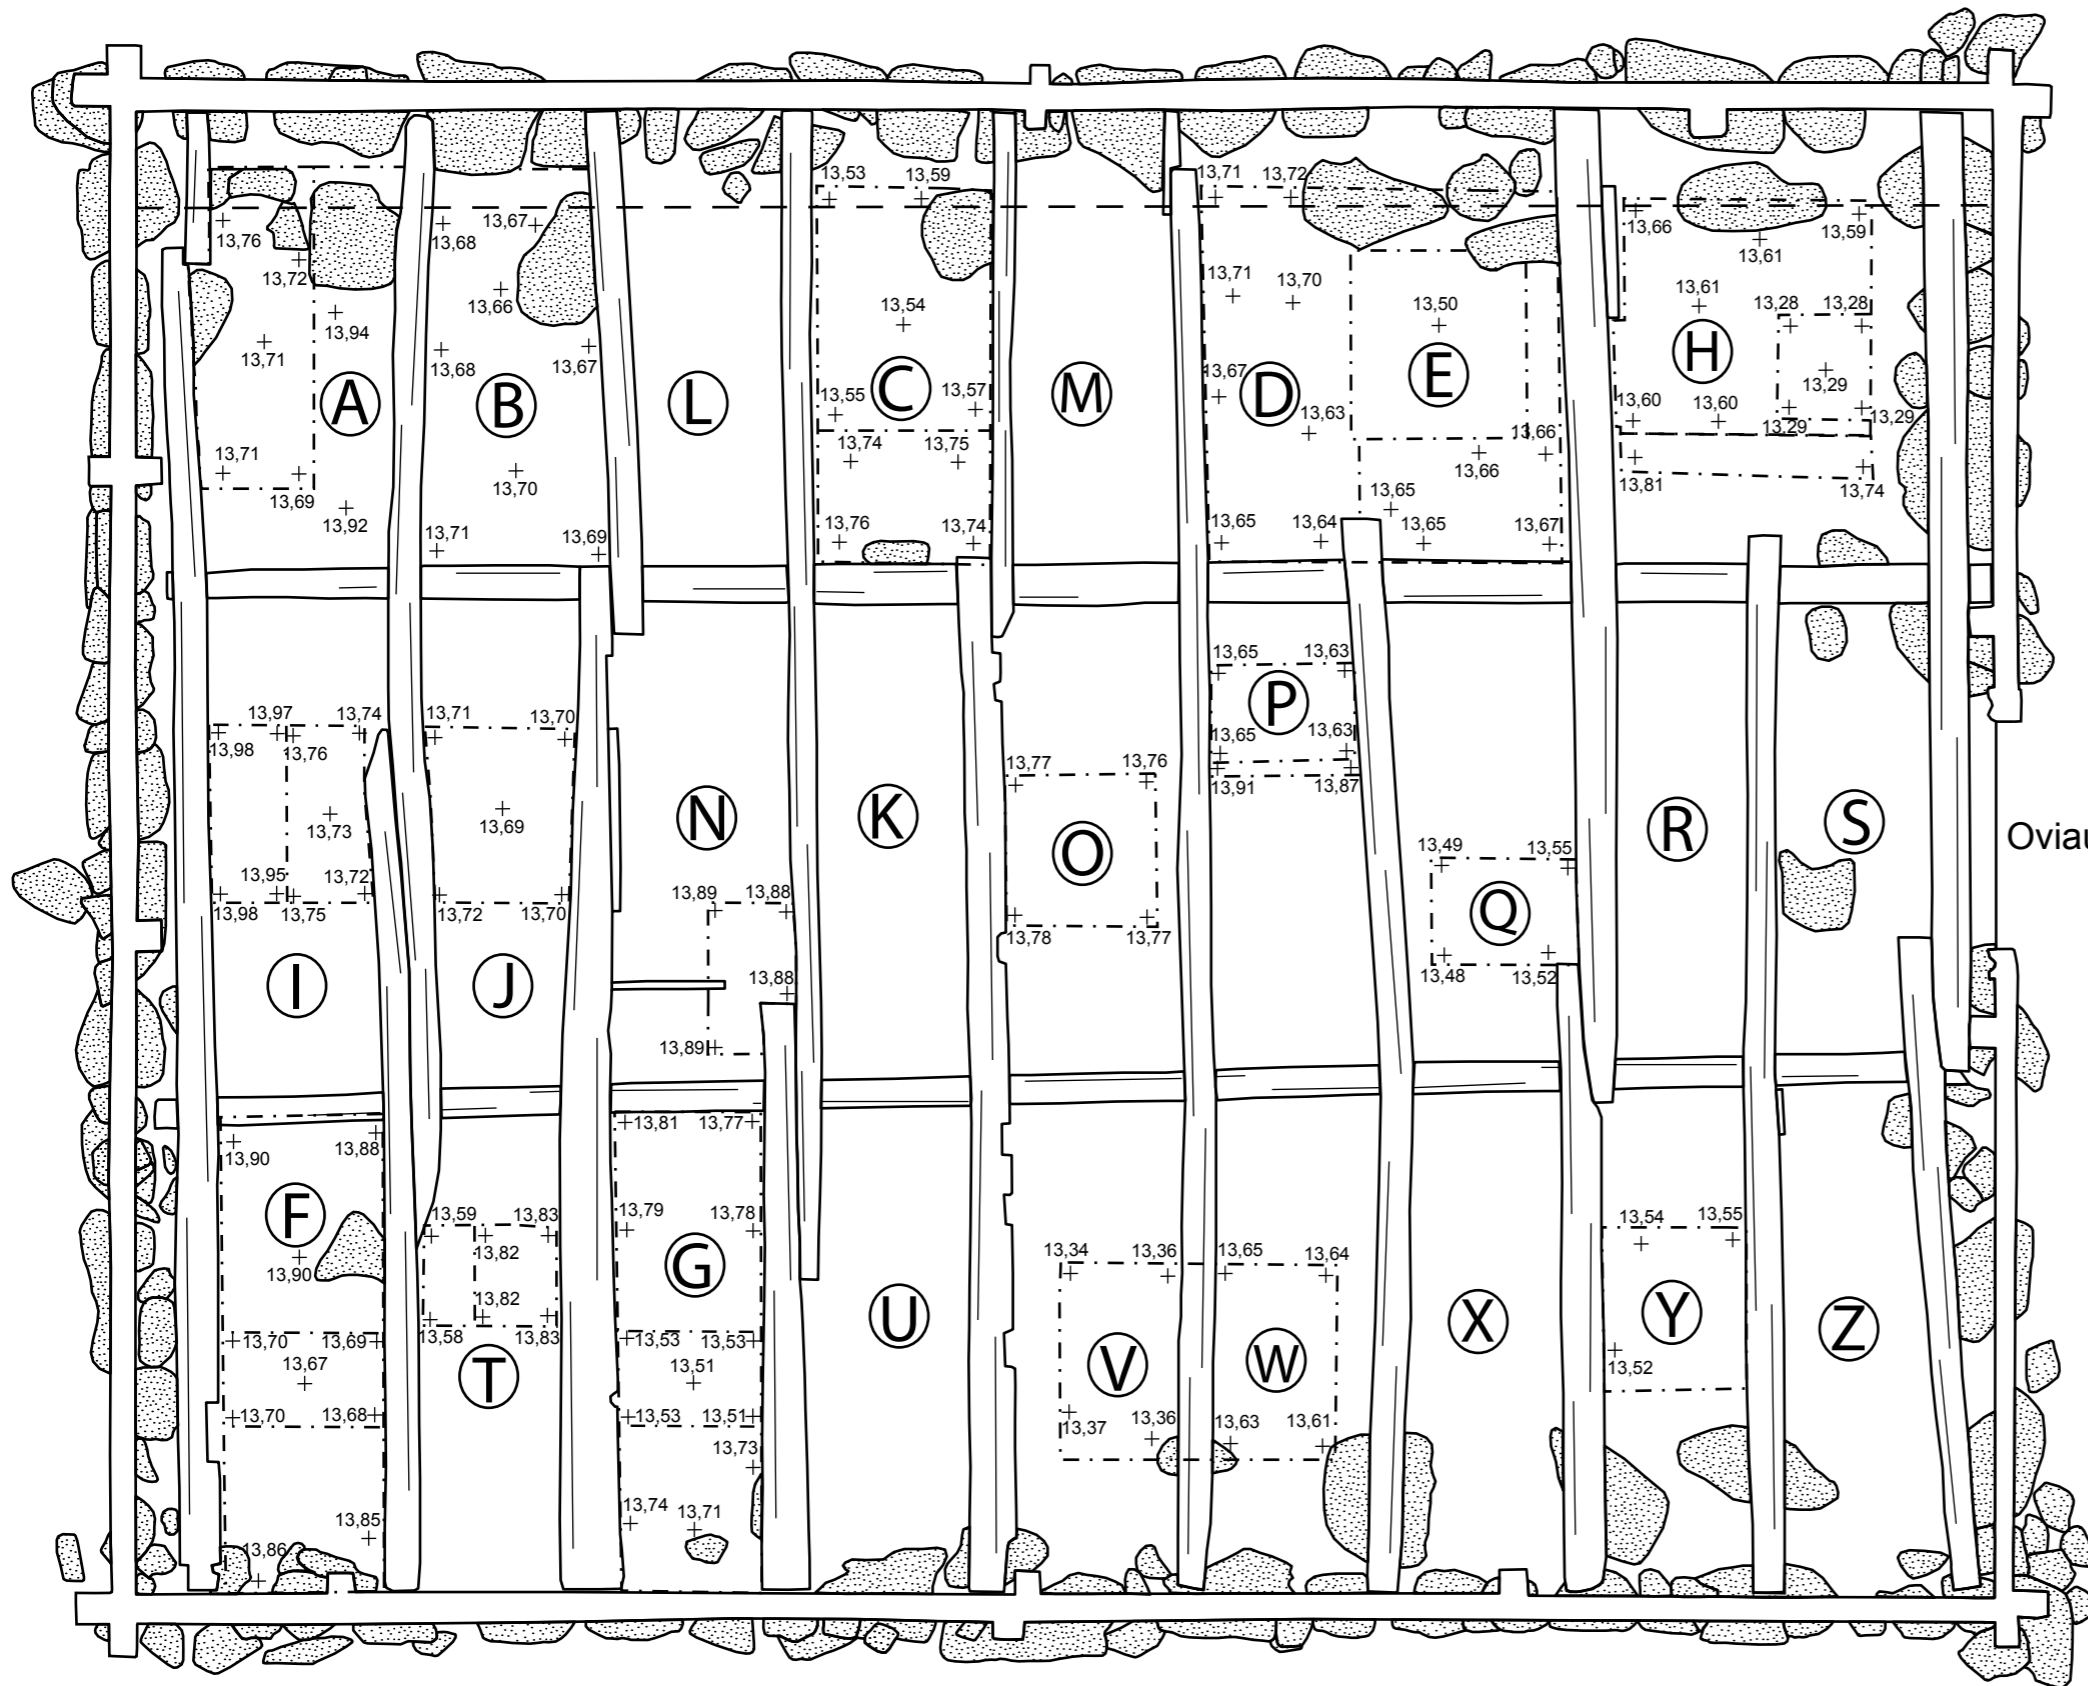 13,53 13,59 13,71 13,72
13,76 13,68 13,67 13,66 13,61 13,59
13,72 13,66 13,71 13,70 13,61 13,28 13,28
13,94 13,54 13,50
13,71 13,68 13,67 13,29
A B L C M D E H
13,55 13,57 13,67 13,63 13,60 13,60 13,29 13,29
13,74 13,75 13,66
13,71 13,69 13,70 13,66 13,81 13,74
13,92 13,65
13,71 13,69 13,76 13,74 13,65 13,64 13,65 13,67
13,65 13,63
P
13,97 13,74 13,71 13,70 13,65 13,63
13,98 13,76 13,77 13,76
13,91 13,87
13,73 13,69
N K O R S Oviau
13,49 13,55
13,95 13,72 13,89 13,88
13,98 13,75 13,72 13,70 Q
13,78 13,77
I J 13,88 13,48 13,52
13,89
13,81 13,77
13,90 13,88
F 13,59 13,83 13,79 13,78 13,54 13,55
13,82 13,34 13,36 13,65 13,64
13,90 G
13,82 U X Y Z
13,70 13,69 13,58 13,83 13,53 13,53
13,67 T 13,51 V W 13,52
13,70 13,68 13,53 13,51 13,37 13,36 13,63 13,61
13,73
13,85 13,74 13,71
13,86